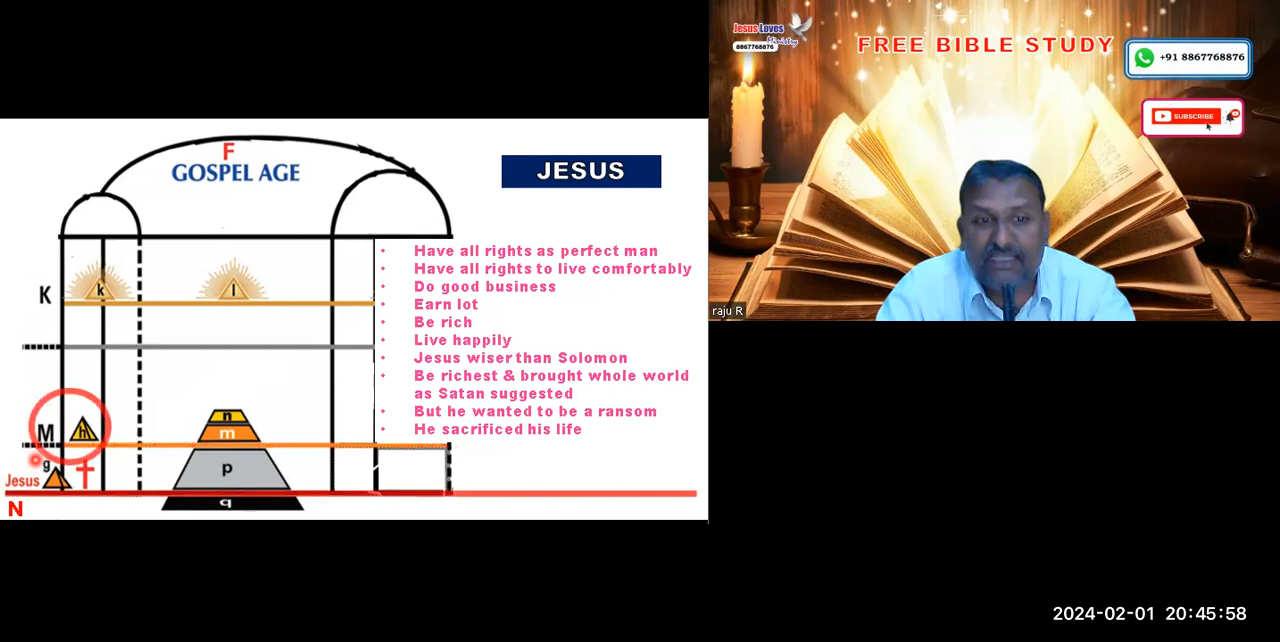 F
GOSPEL AGE
JESUS
• Have all rights as perfect man
• Have all rights to live comfortably
• Do good business
• Earn lot
• Be rich
• Live happily
• Jesus wiser than Solomon
• Be richest & brought whole world
as Satan suggested
• But he wanted to be a ransom
• He sacrificed his life
K
k
l
M
h
n
m
g
p
Jesus
q
N
Jesus Loves
Ministry
8867768876
FREE BIBLE STUDY
+91 8867768876
SUBSCRIBE
raju R
2024-02-01 20:45:58